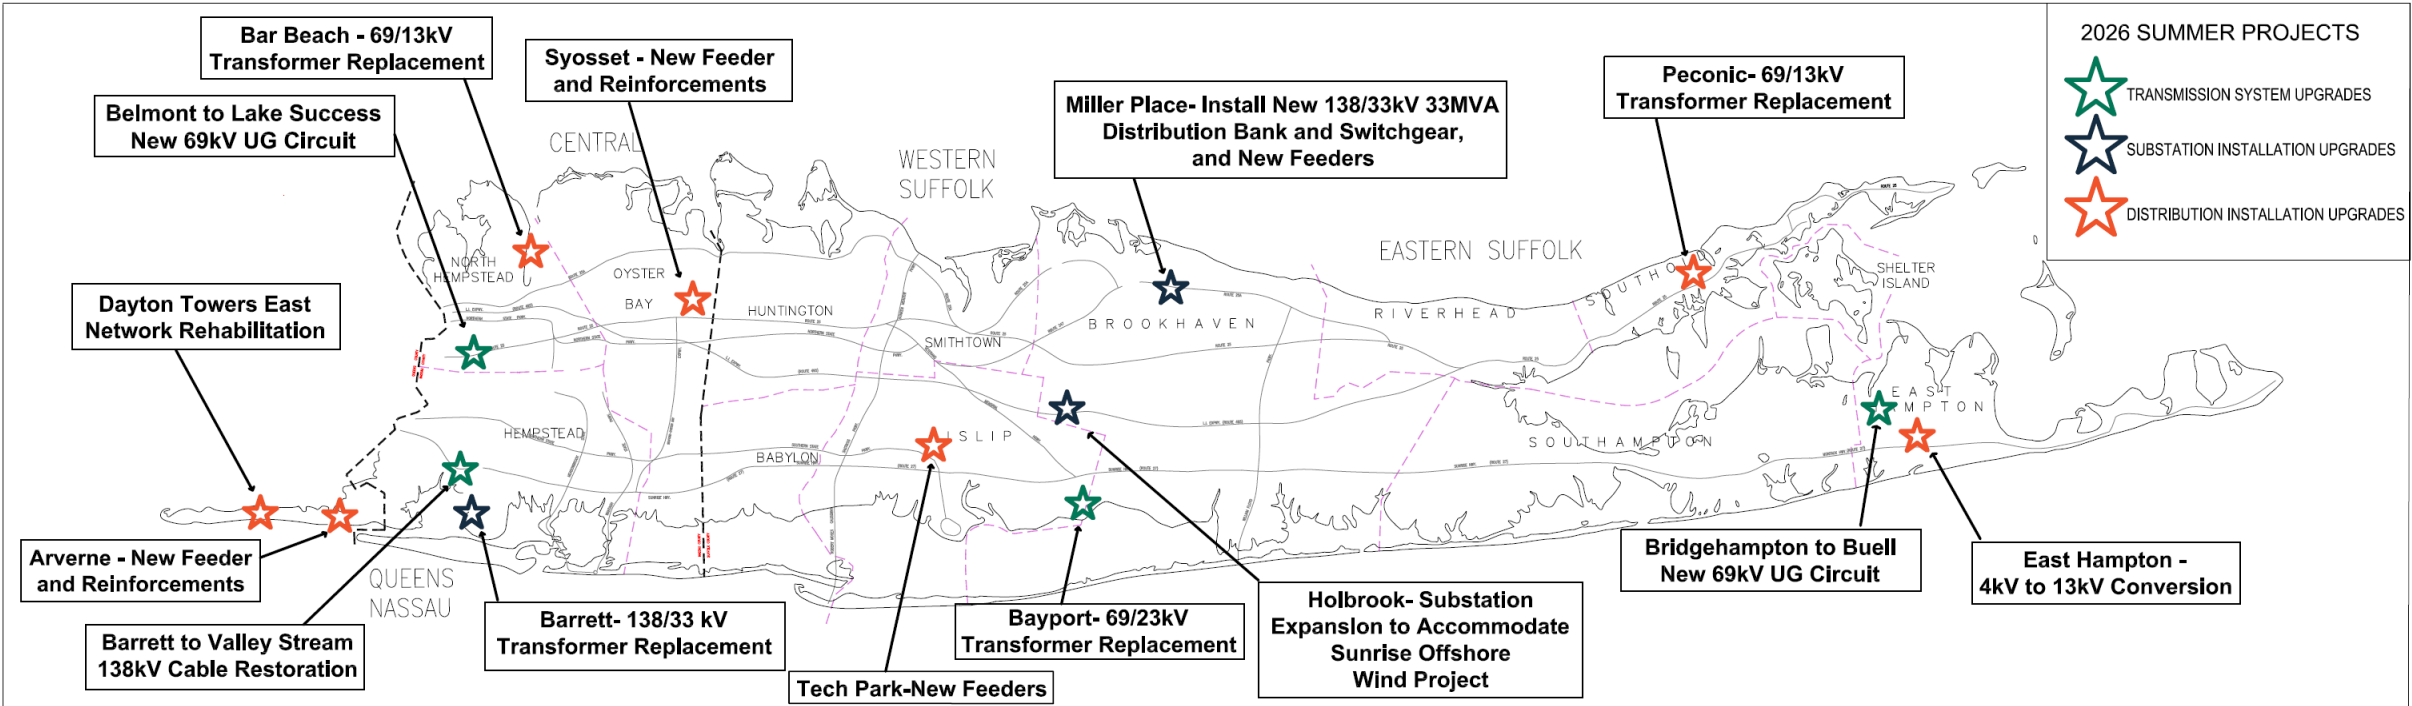 Bar Beach - 69/13kV
Transformer Replacement
Syosset - New Feeder
and Reinforcements
Belmont to Lake Success
New 69kV UG Circuit
Miller Place- Install New 138/33kV 33MVA
Distribution Bank and Switchgear,
and New Feeders
Peconic- 69/13kV
Transformer Replacement
2026 SUMMER PROJECTS
TRANSMISSION SYSTEM UPGRADES
SUBSTATION INSTALLATION UPGRADES
DISTRIBUTION INSTALLATION UPGRADES
CENTRAL
WESTERN
SUFFOLK
EASTERN SUFFOLK
NORTH
HEMPSTEAD
OYSTER
BAY
HUNTINGTON
SMITHTOWN
BROOKHAVEN
RIVERHEAD
SOUTHO
SHELTER
ISLAND
Dayton Towers East
Network Rehabilitation
HEMPSTEAD
BABYLON
ISLIP
SOUTHAMPTON
EAST
AMPTON
Arverne - New Feeder
and Reinforcements
QUEENS
NASSAU
Barrett to Valley Stream
138kV Cable Restoration
Barrett- 138/33 kV
Transformer Replacement
Tech Park-New Feeders
Bayport- 69/23kV
Transformer Replacement
Holbrook- Substation
Expansion to Accommodate
Sunrise Offshore
Wind Project
Bridgehampton to Buell
New 69kV UG Circuit
East Hampton -
4kV to 13kV Conversion